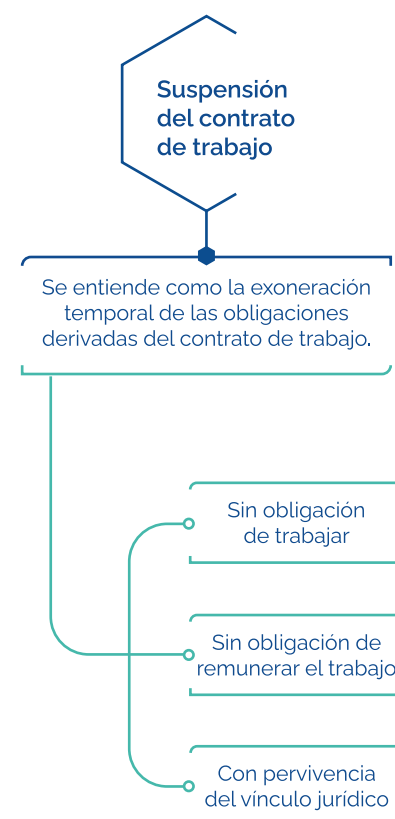 Suspensión
del contrato
de trabajo
Se entiende como la exoneración
temporal de las obligaciones
derivadas del contrato de trabajo.
Sin obligación
de trabajar
Sin obligación de
remunerar el trabajo
Con pervivencia
del vínculo jurídico